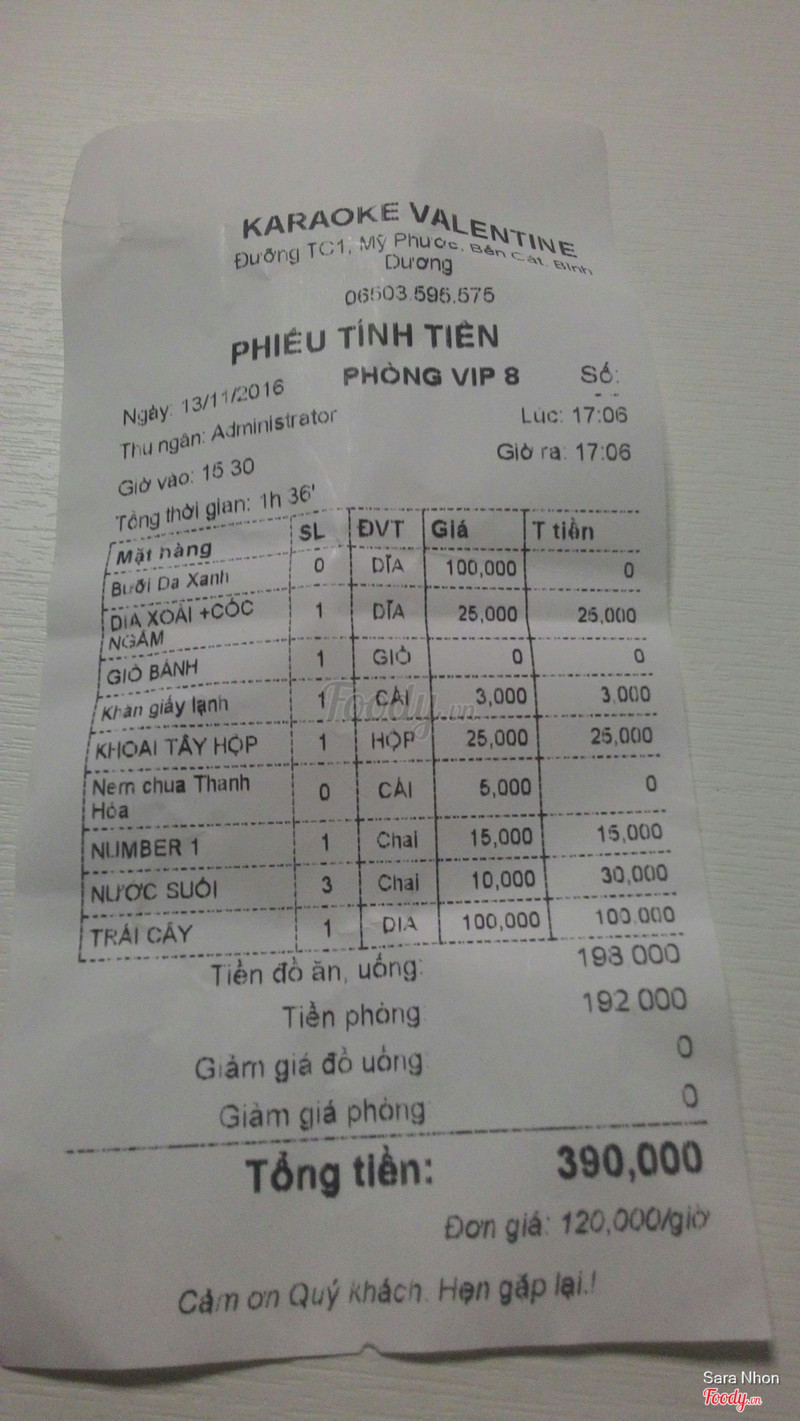 KARAOKE VALENTINE
Đường TC1, Mỹ Phước, Bến Cát, Bình
Dương
06503.595.575
PHIẾU TÍNH TIỀN
PHÒNG VIP 8 Số:
Ngày: 13/11/2016 Lúc: 17:06
Thu ngân: Administrator
Giờ vào: 15 30 Giờ ra: 17:06
Tổng thời gian: 1h 36'
Mặt hàng SL ĐVT Giá T tiền
Bưởi Da Xanh 0 DĨA 100,000 0
DIA XOÀI +CÓC 1 DĨA 25,000 25,000
NGÂM
GIỎ BÁNH 1 GIỎ 0 0
Khăn giấy lạnh 1 CÁI 3,000 3.000
KHOAI TÂY HỘP 1 HỘP 25,000 25,000
Nem chua Thanh 0 CÁI 5,000 0
Hóa
NUMBER 1 1 Chai 15,000 15,000
NƯỚC SUỐI 3 Chai 10,000 30,000
TRÁI CÂY 1 DIA 100,000 100.000
Tiền đồ ăn, uống: 198 000
Tiền phòng 192 000
Giảm giá đồ uống 0
Giảm giá phòng 0
Tổng tiền: 390,000
Đơn giá: 120,000/giờ
Cám ơn Quý khách. Hẹn gặp lại.!
Foody.vn
Sara Nhon
Foody.vn